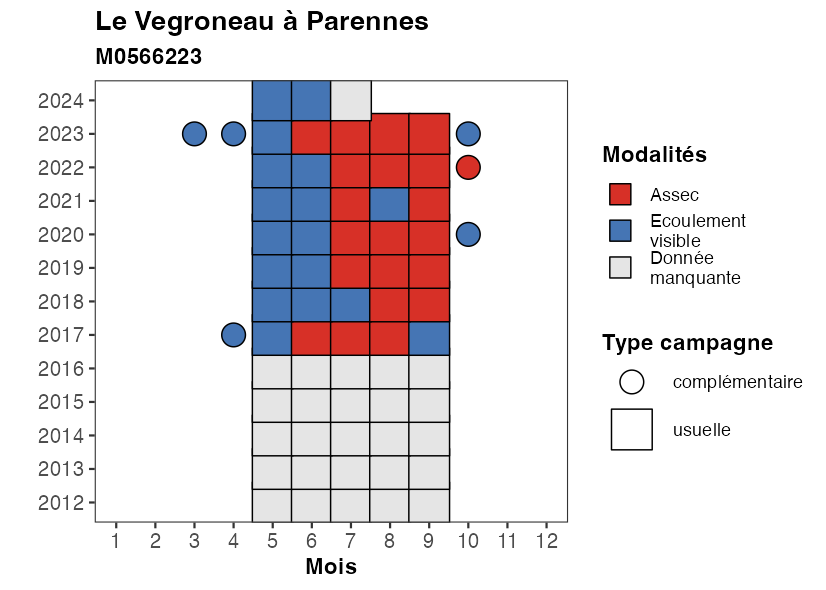 Le Vegroneau à Parennes
M0566223
2024
2023
2022
2021
2020
2019
2018
2017
2016
2015
2014
2013
2012
1 2 3 4 5 6 7 8 9 10 11 12
Mois
Modalités
Assec
Ecoulement
visible
Donnée
manquante
Type campagne
complémentaire
usuelle